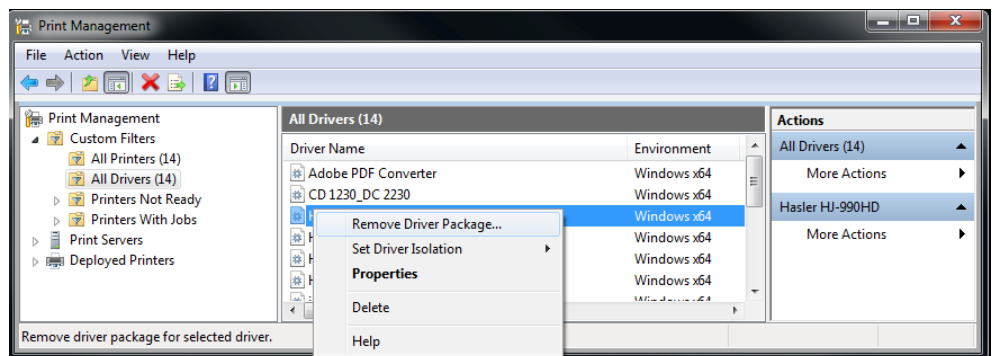 Print Management
File Action View Help
Print Management
Custom Filters
All Printers (14)
All Drivers (14)
Printers Not Ready
Printers With Jobs
Print Servers
Deployed Printers
All Drivers (14)
Driver Name Environment
Adobe PDF Converter Windows x64
CD 1230_DC 2230 Windows x64
H Windows x64
H Windows x64
H Windows x64
H Windows x64
Remove Driver Package...
Set Driver Isolation
Properties
Delete
Help
Actions
All Drivers (14)
More Actions
Hasler HJ-990HD
More Actions
Remove driver package for selected driver.